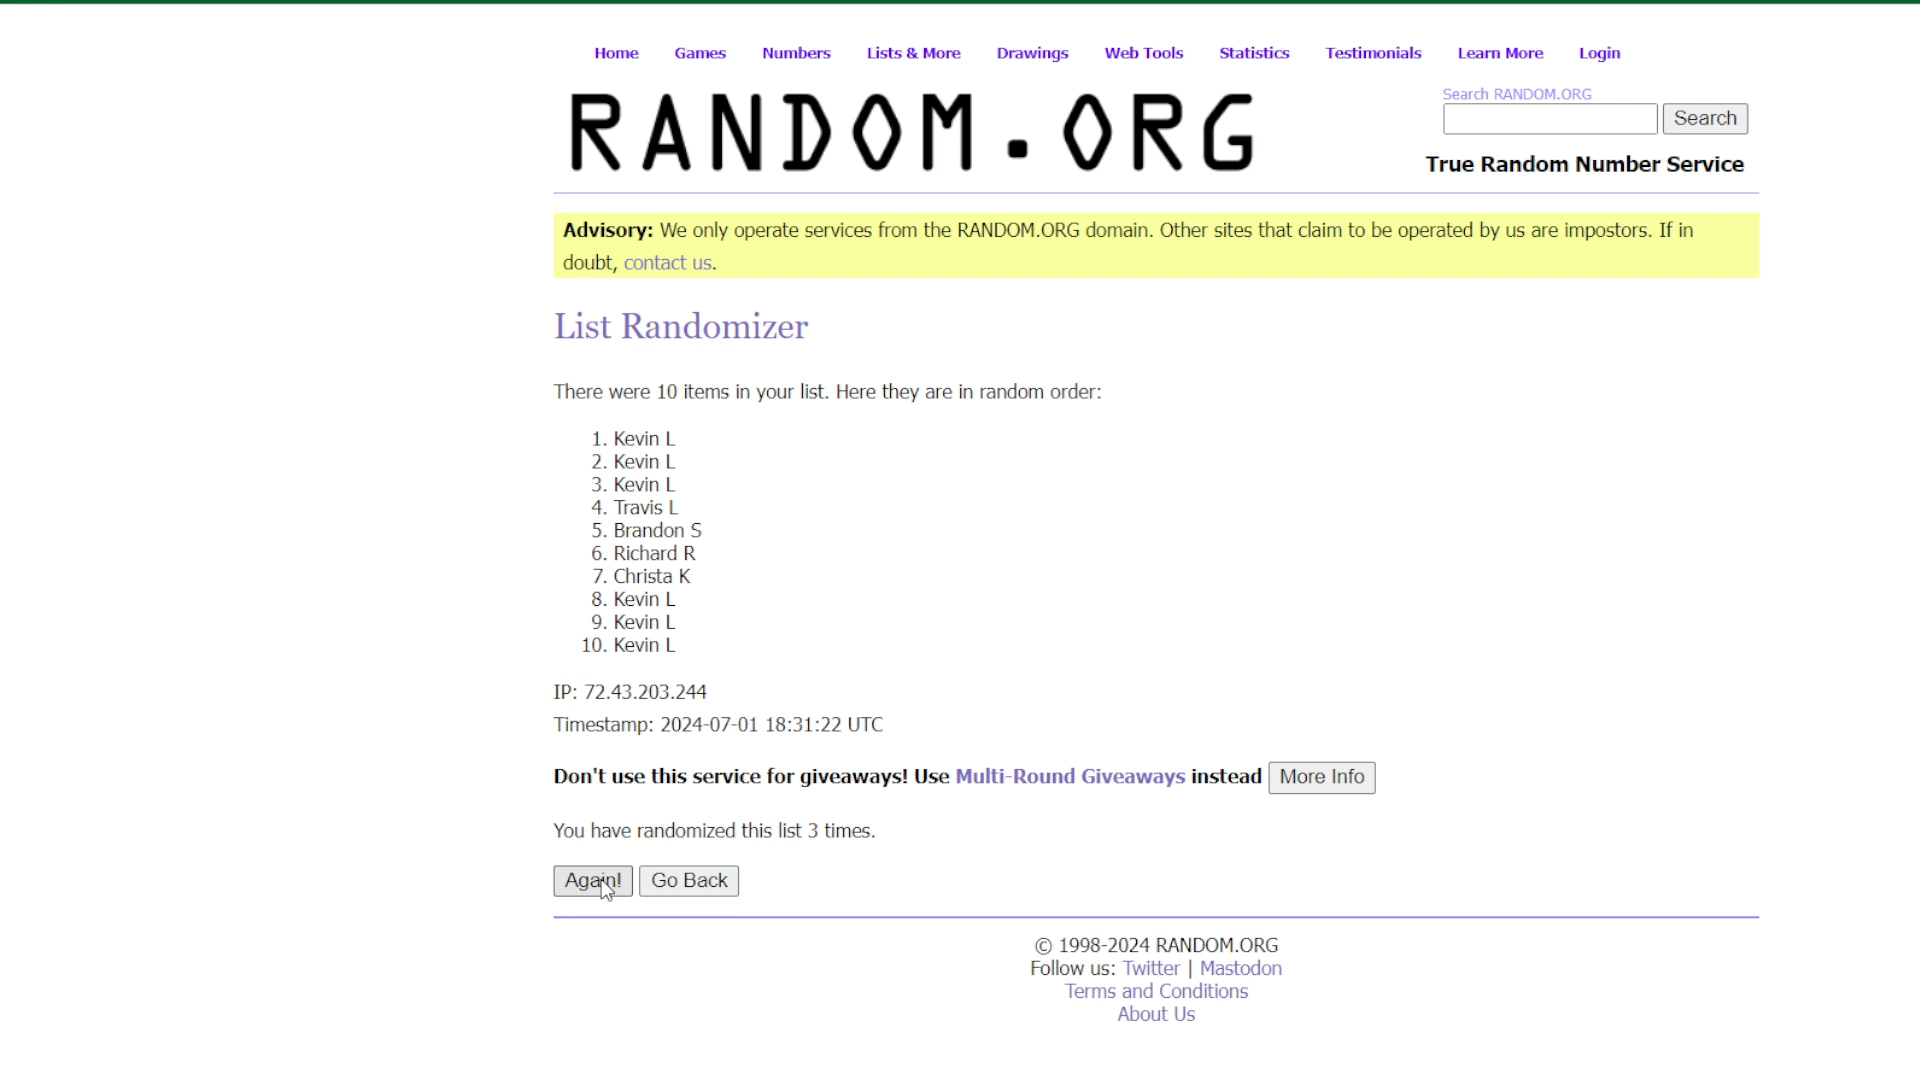 Home Games Numbers Lists & More Drawings Web Tools Statistics Testimonials Learn More Login
RANDOM.ORG
Search RANDOM.ORG
Search
True Random Number Service
Advisory: We only operate services from the RANDOM.ORG domain. Other sites that claim to be operated by us are impostors. If in
doubt, contact us.
List Randomizer
There were 10 items in your list. Here they are in random order:
1. Kevin L
2. Kevin L
3. Kevin L
4. Travis L
5. Brandon S
6. Richard R
7. Christa K
8. Kevin L
9. Kevin L
10. Kevin L
IP: 72.43.203.244
Timestamp: 2024-07-01 18:31:22 UTC
Don't use this service for giveaways! Use Multi-Round Giveaways instead More Info
You have randomized this list 3 times.
Again! Go Back
© 1998-2024 RANDOM.ORG
Follow us: Twitter | Mastodon
Terms and Conditions
About Us